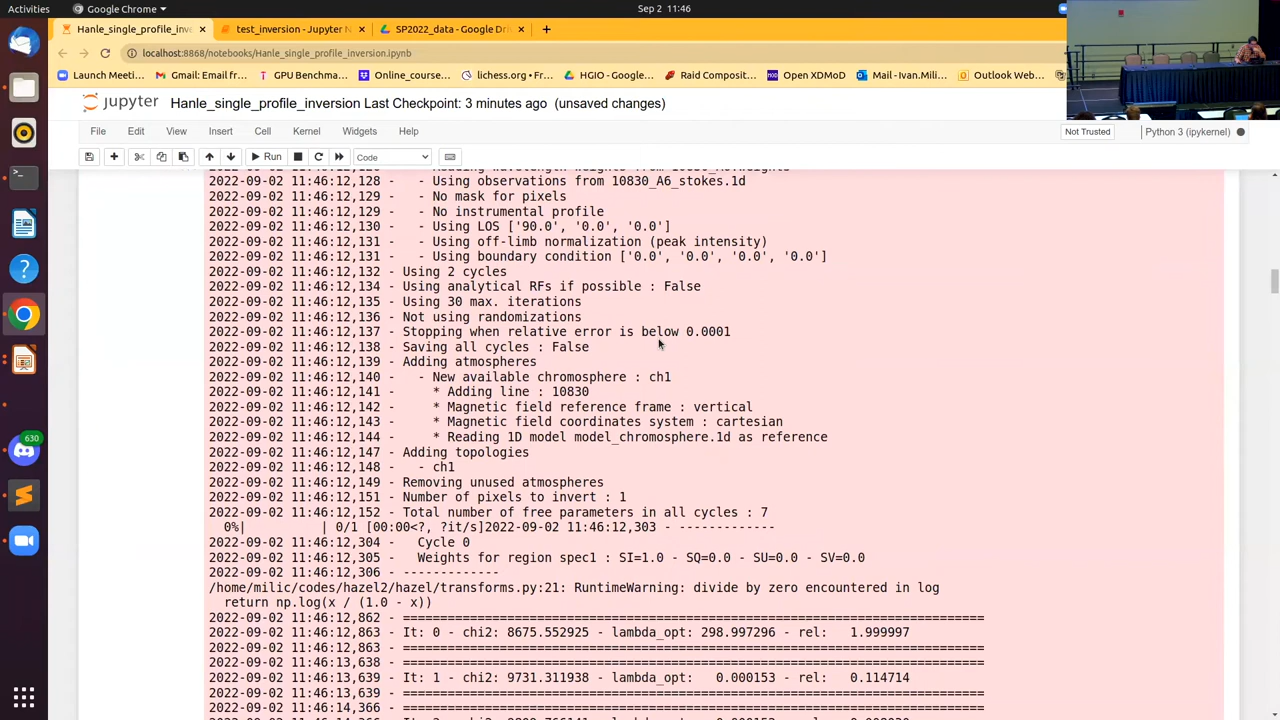 Google Chrome
Sep 2 11:46
Hanle_single_profile_inv
test_inversion - Jupyter N
SP2022_data - Google Dri
localhost:8868/notebooks/Hanle_single_profile_inversion.ipynb
Launch Meeti...
Gmail: Email fr...
GPU Benchma...
Online_course...
lichess.org • Fr...
HGIO - Google...
Raid Composit...
Open XDMoD
Mail - Ivan.Mili...
Outlook Web...
jupyter
Hanle_single_profile_inversion Last Checkpoint: 3 minutes ago (unsaved changes)
File Edit View Insert Cell Kernel Widgets Help
Not Trusted
Python 3 (ipykernel)
Run
Code
2022-09-02 11:46:12,128 - - Using observations from 10830_A6_stokes.1d
2022-09-02 11:46:12,129 - - No mask for pixels
2022-09-02 11:46:12,129 - - No instrumental profile
2022-09-02 11:46:12,130 - - Using LOS ['90.0', '0.0', '0.0']
2022-09-02 11:46:12,131 - - Using off-limb normalization (peak intensity)
2022-09-02 11:46:12,131 - - Using boundary condition ['0.0', '0.0', '0.0', '0.0']
2022-09-02 11:46:12,132 - Using 2 cycles
2022-09-02 11:46:12,134 - Using analytical RFs if possible : False
2022-09-02 11:46:12,135 - Using 30 max. iterations
2022-09-02 11:46:12,136 - Not using randomizations
2022-09-02 11:46:12,137 - Stopping when relative error is below 0.0001
2022-09-02 11:46:12,138 - Saving all cycles : False
2022-09-02 11:46:12,139 - Adding atmospheres
2022-09-02 11:46:12,140 - - New available chromosphere : ch1
2022-09-02 11:46:12,141 - * Adding line : 10830
2022-09-02 11:46:12,142 - * Magnetic field reference frame : vertical
2022-09-02 11:46:12,143 - * Magnetic field coordinates system : cartesian
2022-09-02 11:46:12,144 - * Reading 1D model model_chromosphere.1d as reference
2022-09-02 11:46:12,147 - Adding topologies
2022-09-02 11:46:12,148 - - ch1
2022-09-02 11:46:12,149 - Removing unused atmospheres
2022-09-02 11:46:12,151 - Number of pixels to invert : 1
2022-09-02 11:46:12,152 - Total number of free parameters in all cycles : 7
0%| | 0/1 [00:00<?, ?it/s]2022-09-02 11:46:12,303 - -------------
2022-09-02 11:46:12,304 - Cycle 0
2022-09-02 11:46:12,305 - Weights for region spec1 : SI=1.0 - SQ=0.0 - SU=0.0 - SV=0.0
2022-09-02 11:46:12,306 - -------------
/home/milic/codes/hazel2/hazel/transforms.py:21: RuntimeWarning: divide by zero encountered in log
return np.log(x / (1.0 - x))
2022-09-02 11:46:12,862 - ==============================================================================
2022-09-02 11:46:12,863 - It: 0 - chi2: 8675.552925 - lambda_opt: 298.997296 - rel: 1.999997
2022-09-02 11:46:12,863 - ==============================================================================
2022-09-02 11:46:13,638 - ==============================================================================
2022-09-02 11:46:13,639 - It: 1 - chi2: 9731.311938 - lambda_opt: 0.000153 - rel: 0.114714
2022-09-02 11:46:13,639 - ==============================================================================
2022-09-02 11:46:14,366 - ==============================================================================
630